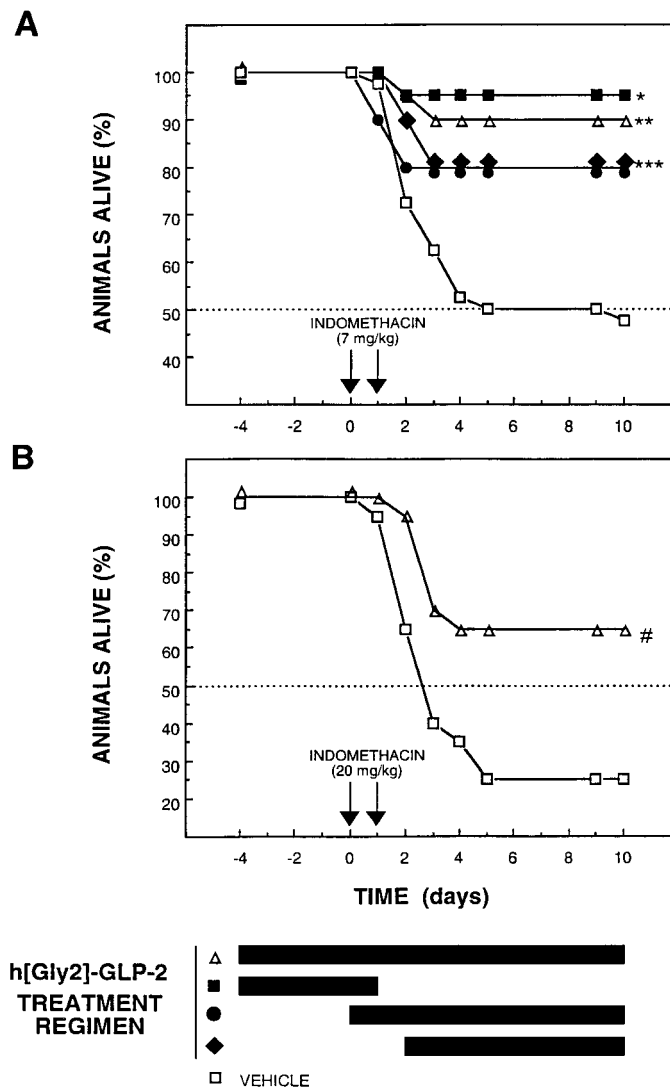 A
ANIMALS ALIVE (%)
100
90
80
70
60
50
40
*
**
***
INDOMETHACIN
(7 mg/kg)
-4 -2 0 2 4 6 8 10
B
ANIMALS ALIVE (%)
100
90
80
70
60
50
40
30
20
#
INDOMETHACIN
(20 mg/kg)
-4 -2 0 2 4 6 8 10
TIME (days)
h[Gly2]-GLP-2
TREATMENT
REGIMEN
VEHICLE